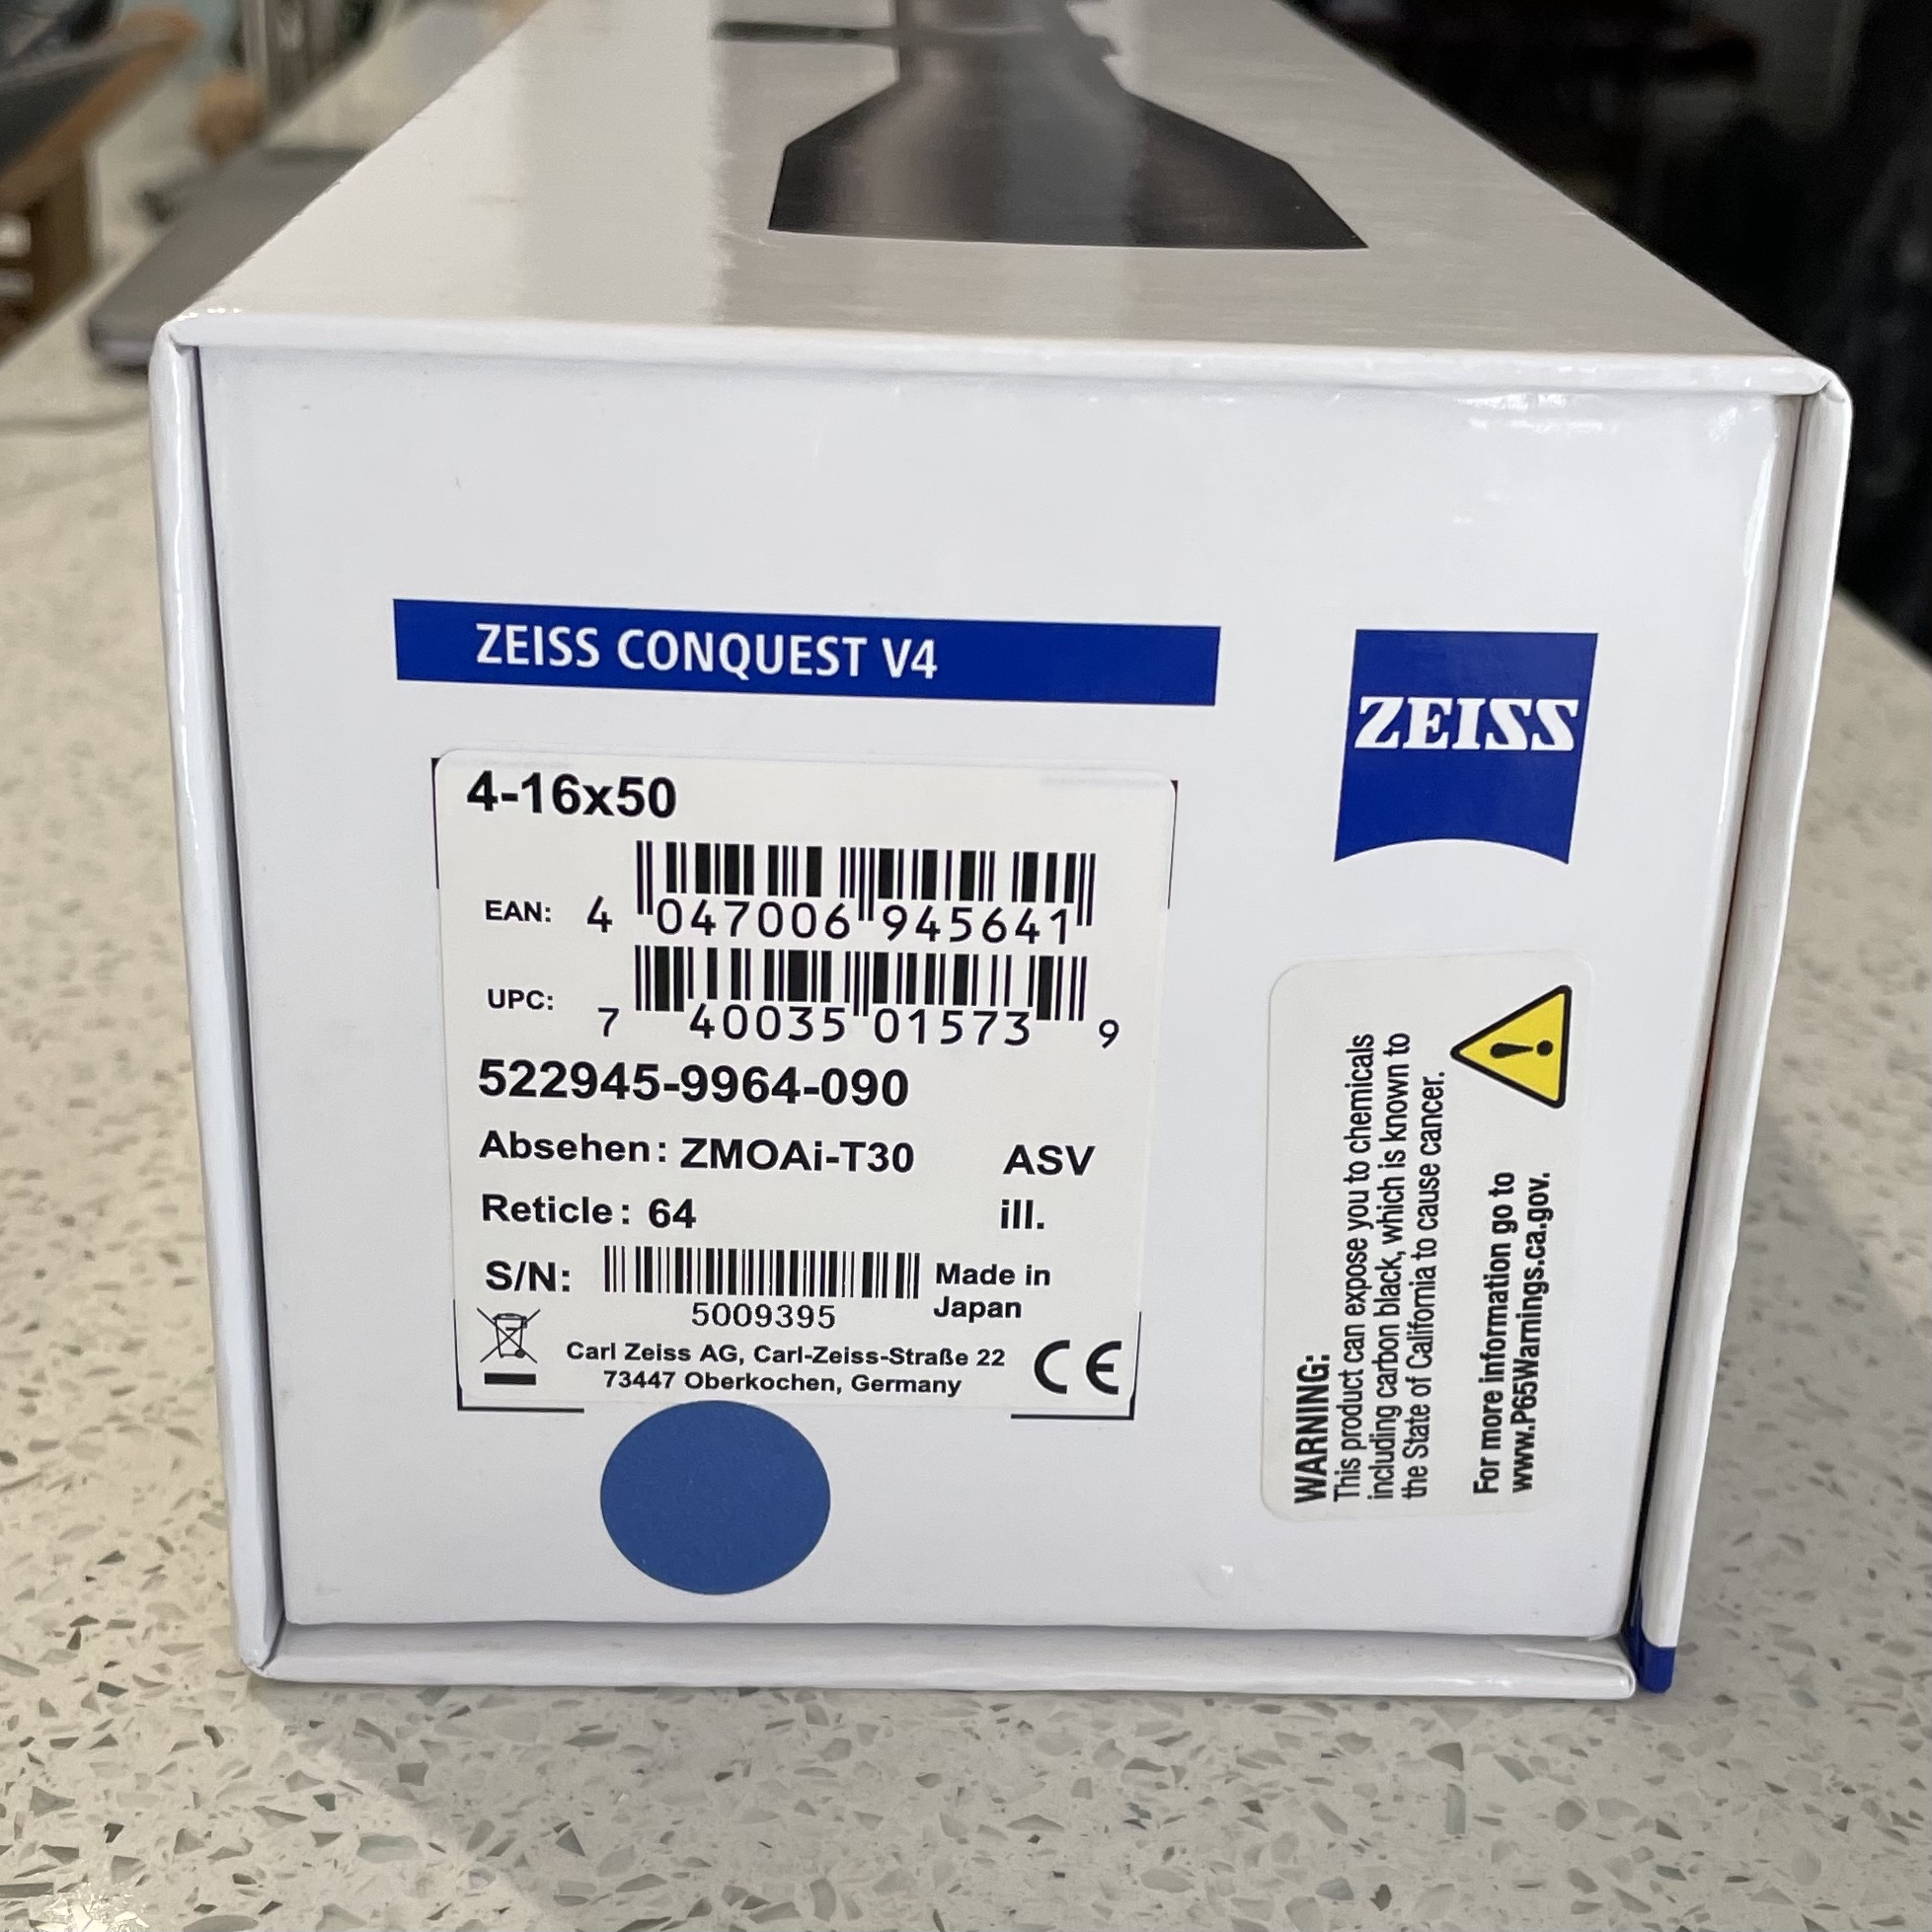 ZEISS CONQUEST V4
ZEISS
4-16x50
EAN: 4 047006 945641
UPC: 7 40035 01573 9
522945-9964-090
Absehen: ZMOAi-T30 ASV
Reticle: 64 ill.
S/N: Made in
Japan
5009395
Carl Zeiss AG, Carl-Zeiss-Straße 22
73447 Oberkochen, Germany
CE
WARNING:
This product can expose you to chemicals
including carbon black, which is known to
the State of California to cause cancer.
For more information go to
www.P65Warnings.ca.gov.